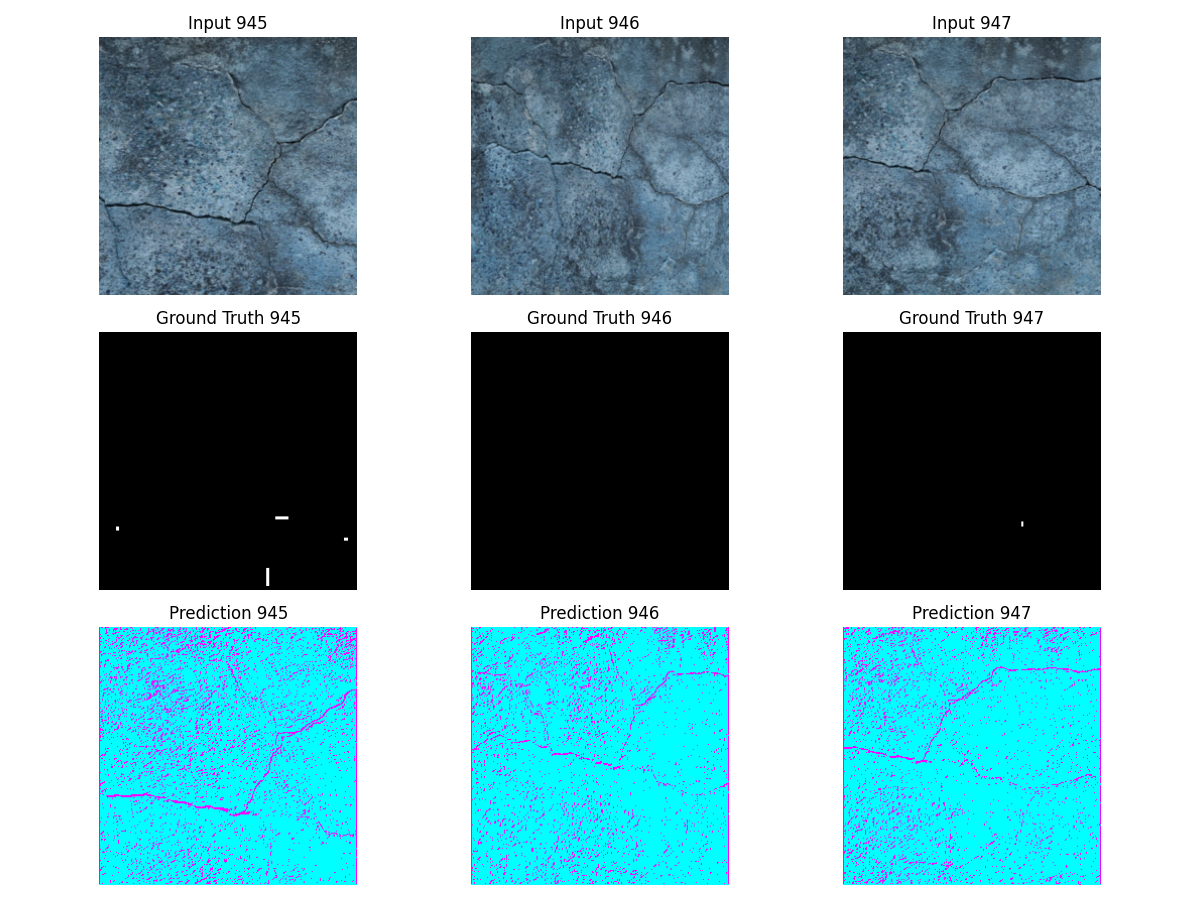 Input 945
Input 946
Input 947
Ground Truth 945
Ground Truth 946
Ground Truth 947
Prediction 945
Prediction 946
Prediction 947